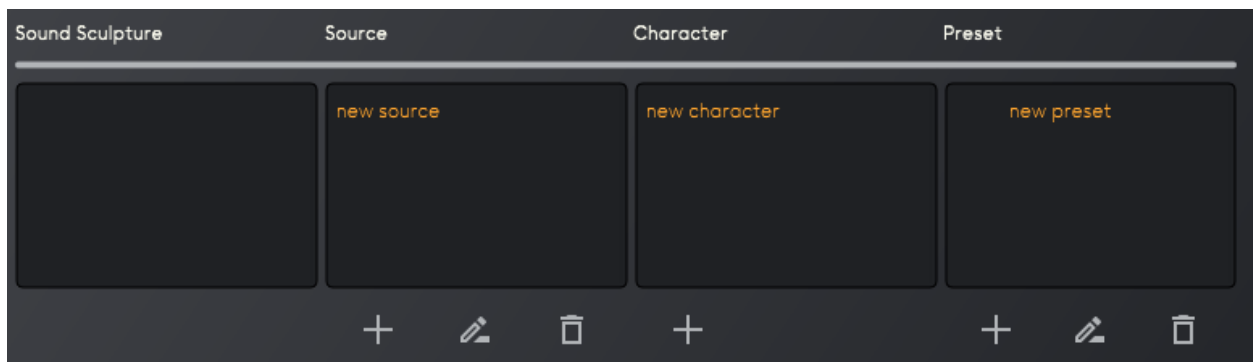 Sound Sculpture
Source
Character
Preset
new source
new character
new preset